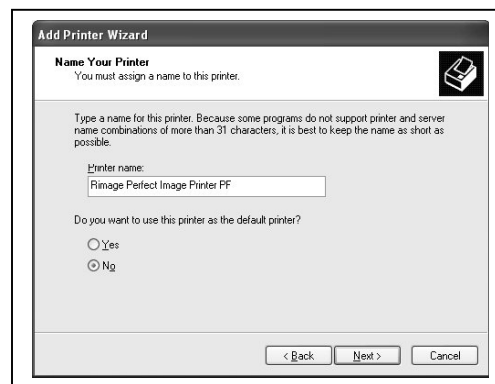 Add Printer Wizard
Name Your Printer
You must assign a name to this printer.
Type a name for this printer. Because some programs do not support printer and server
name combinations of more than 31 characters, it is best to keep the name as short as
possible.
Printer name:
Rimage Perfect Image Printer PF
Do you want to use this printer as the default printer?
Yes
No
< Back
Next >
Cancel